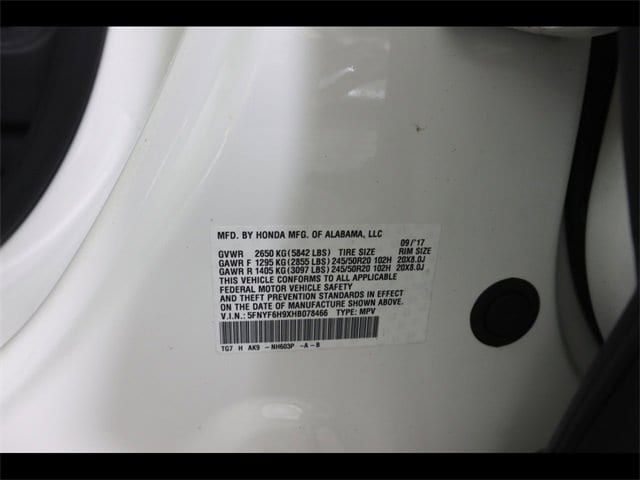 MFD. BY HONDA MFG. OF ALABAMA, LLC 09/'17
GVWR 2650 KG(5842 LBS) TIRE SIZE RIM SIZE
GAWR F 1295 KG(2855 LBS)245/50R20 102H 20X8.0J
GAWR R 1405 KG(3097 LBS)245/50R20 102H 20X8.0J
THIS VEHICLE CONFORMS TO ALL APPLICABLE
FEDERAL MOTOR VEHICLE SAFETY
AND THEFT PREVENTION STANDARDS IN EFFECT
ON THE DATE OF MANUFACTURE SHOWN ABOVE.
V.I.N.: 5FNYF6H9XHB078466 TYPE: MPV
TG7 H AK9 -NH603P -A-B